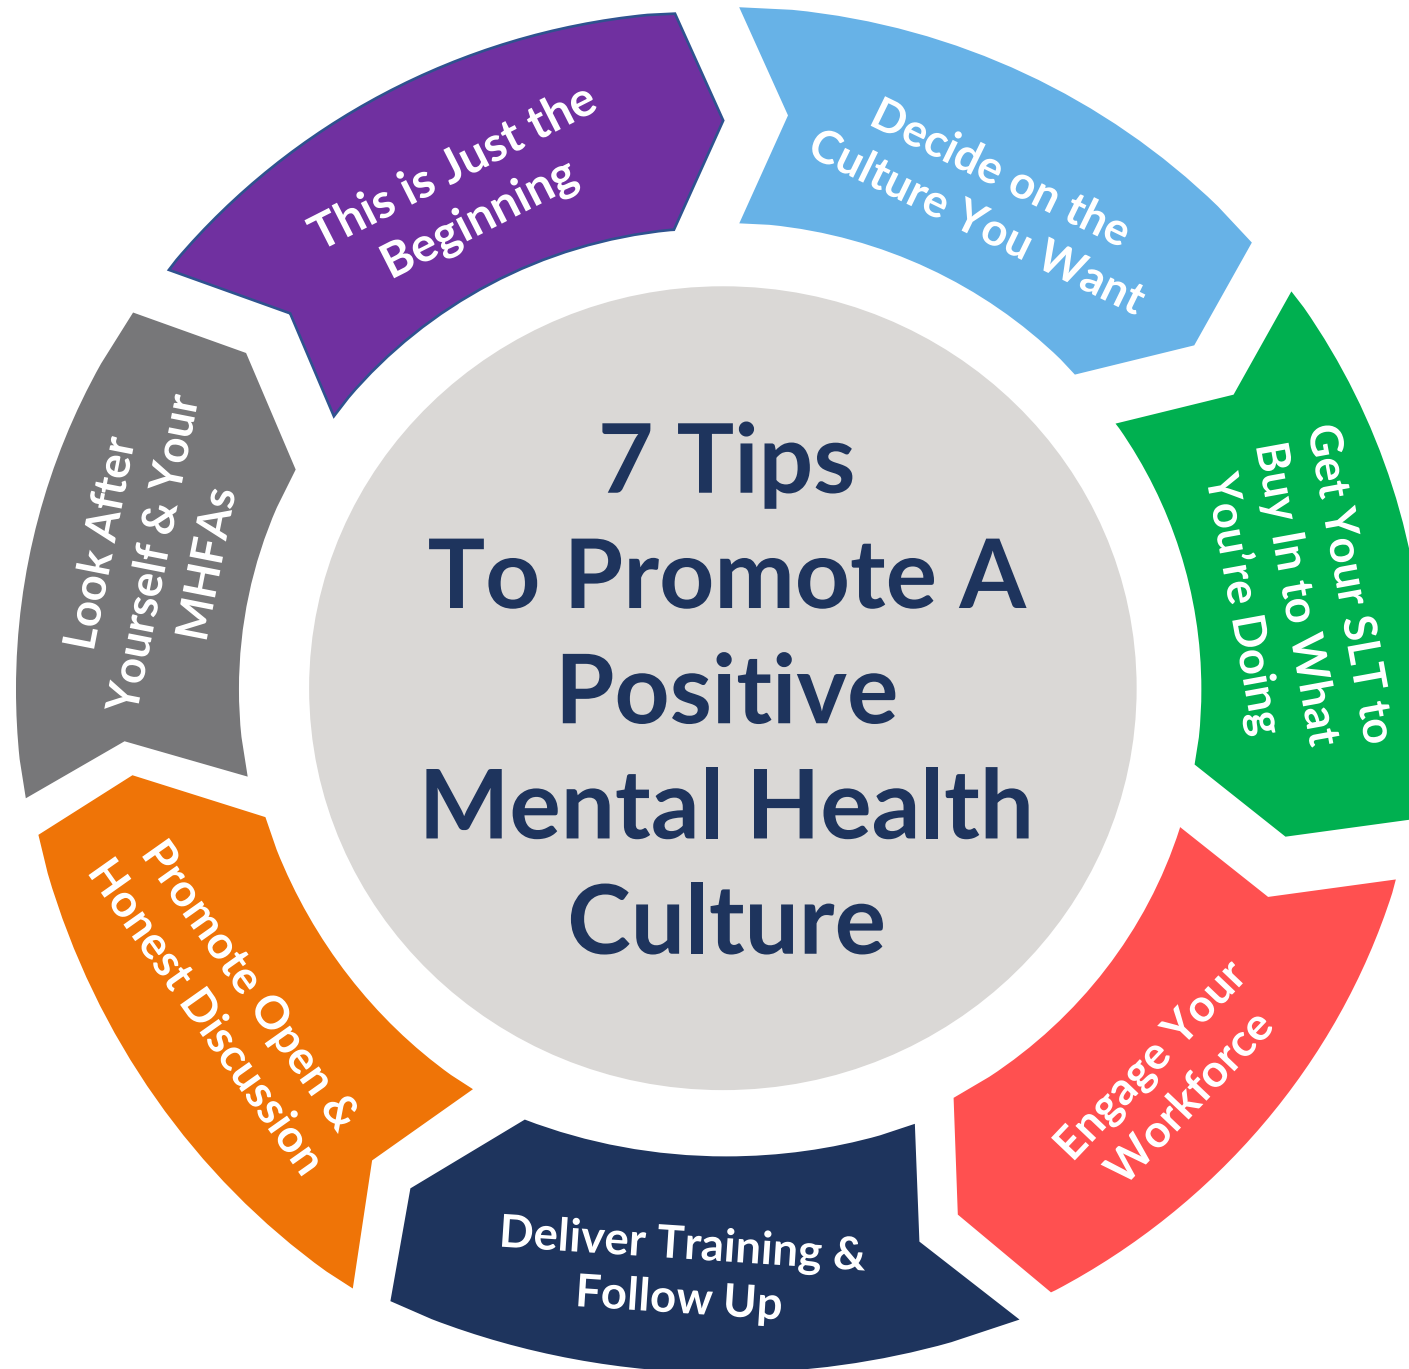 7 Tips
To Promote A
Positive
Mental Health
Culture
Decide on the
Culture You Want
Get Your SLT to
Buy In to What
You're Doing
Engage Your
Workforce
Deliver Training &
Follow Up
Promote Open &
Honest Discussion
Look After
Yourself & Your
MHFAs
This is Just the
Beginning